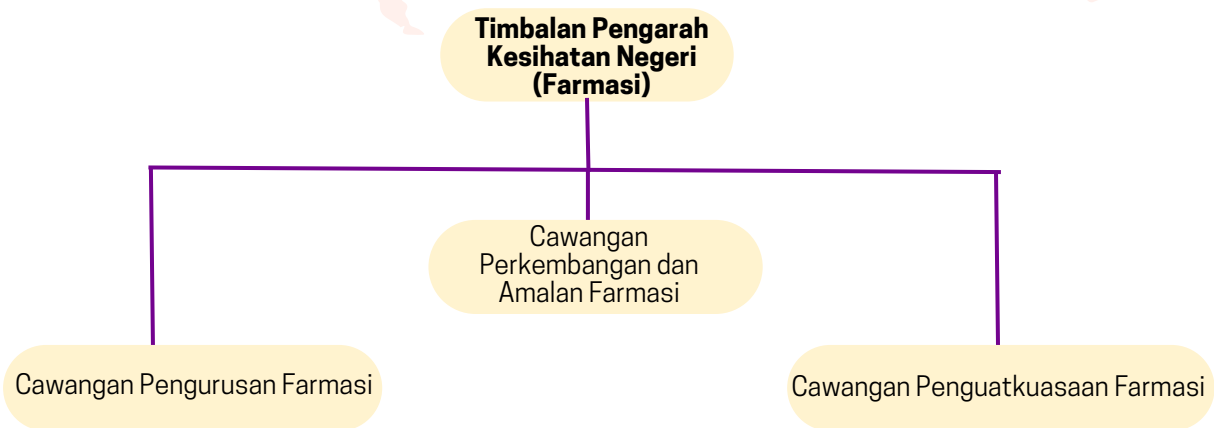 Timbalan Pengarah
Kesihatan Negeri
(Farmasi)
Cawangan
Perkembangan dan
Amalan Farmasi
Cawangan Pengurusan Farmasi
Cawangan Penguatkuasaan Farmasi